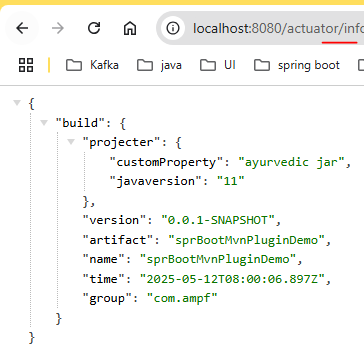 localhost:8080/actuator/info
Kafka java UI spring boot
{
"build": {
"projecter": {
"customProperty": "ayurvedic jar",
"javaversion": "11"
},
"version": "0.0.1-SNAPSHOT",
"artifact": "sprBootMvnPluginDemo",
"name": "sprBootMvnPluginDemo",
"time": "2025-05-12T08:00:06.897Z",
"group": "com.ampf"
}
}